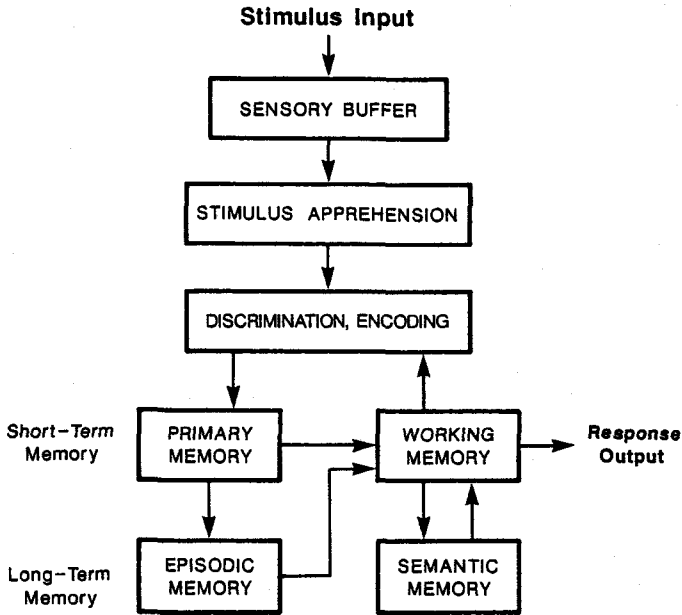 Stimulus Input
SENSORY BUFFER
STIMULUS APPREHENSION
DISCRIMINATION, ENCODING
Short-Term
Memory
PRIMARY
MEMORY
WORKING
MEMORY
Response
Output
Long-Term
Memory
EPISODIC
MEMORY
SEMANTIC
MEMORY